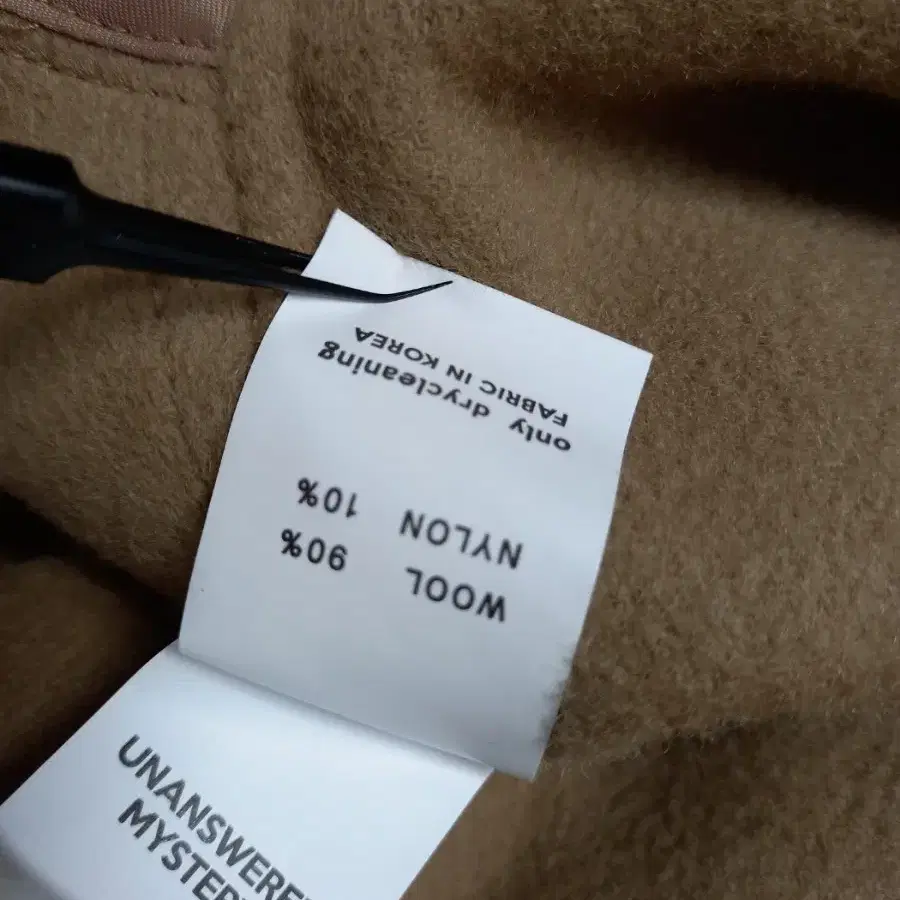 WOOL 90%
NYLON 10%
only drycleaning
FABRIC IN KOREA
UNANSWERE
MYSTER